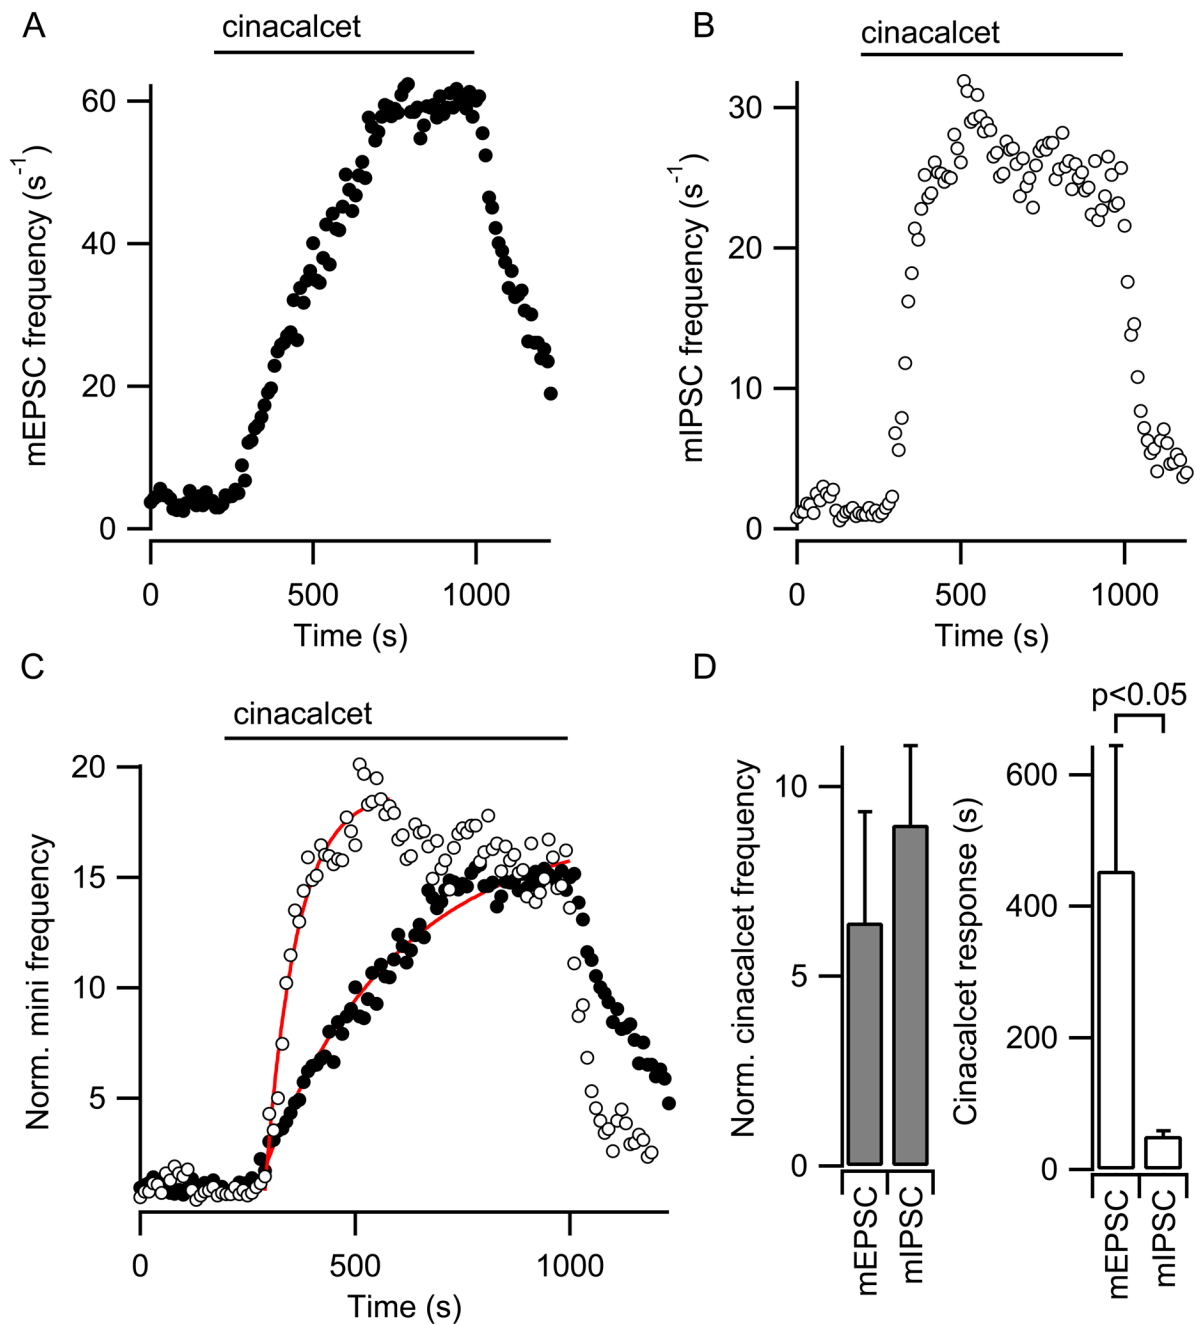 A
cinacalcet
mEPSC frequency (s⁻¹)
60
40
20
0
0 500 1000
Time (s)
B
cinacalcet
mIPSC frequency (s⁻¹)
30
20
10
0
0 500 1000
Time (s)
C
cinacalcet
Norm. mini frequency
20
15
10
5
0 500 1000
Time (s)
D
Norm. cinacalcet frequency
10
5
0
mEPSC
mIPSC
p<0.05
Cinacalcet response (s)
600
400
200
0
mEPSC
mIPSC